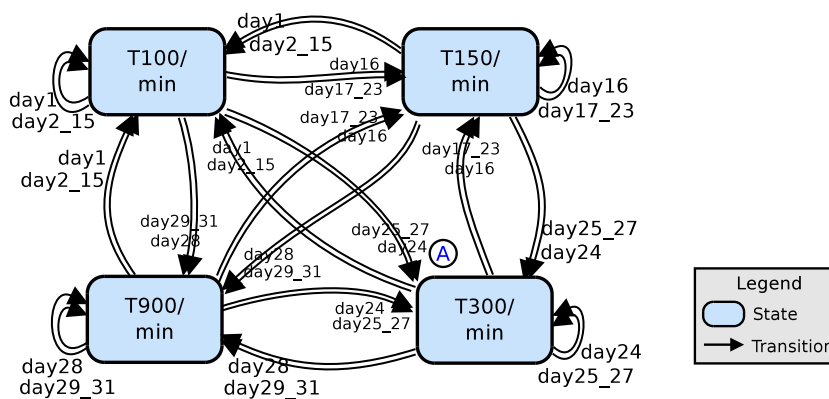 day1
day2_15
T100/
min
T150/
min
day16
day17_23
day1
day2_15
day16
day17_23
day17_23
day16
day1
day2_15
day1
day2_15
day17_23
day16
day29_31
day28
day25_27
day24
A
day25_27
day24
day28
day29_31
T900/
min
T300/
min
day24
day25_27
day28
day29_31
day28
day29_31
day24
day25_27
Legend
State
Transition